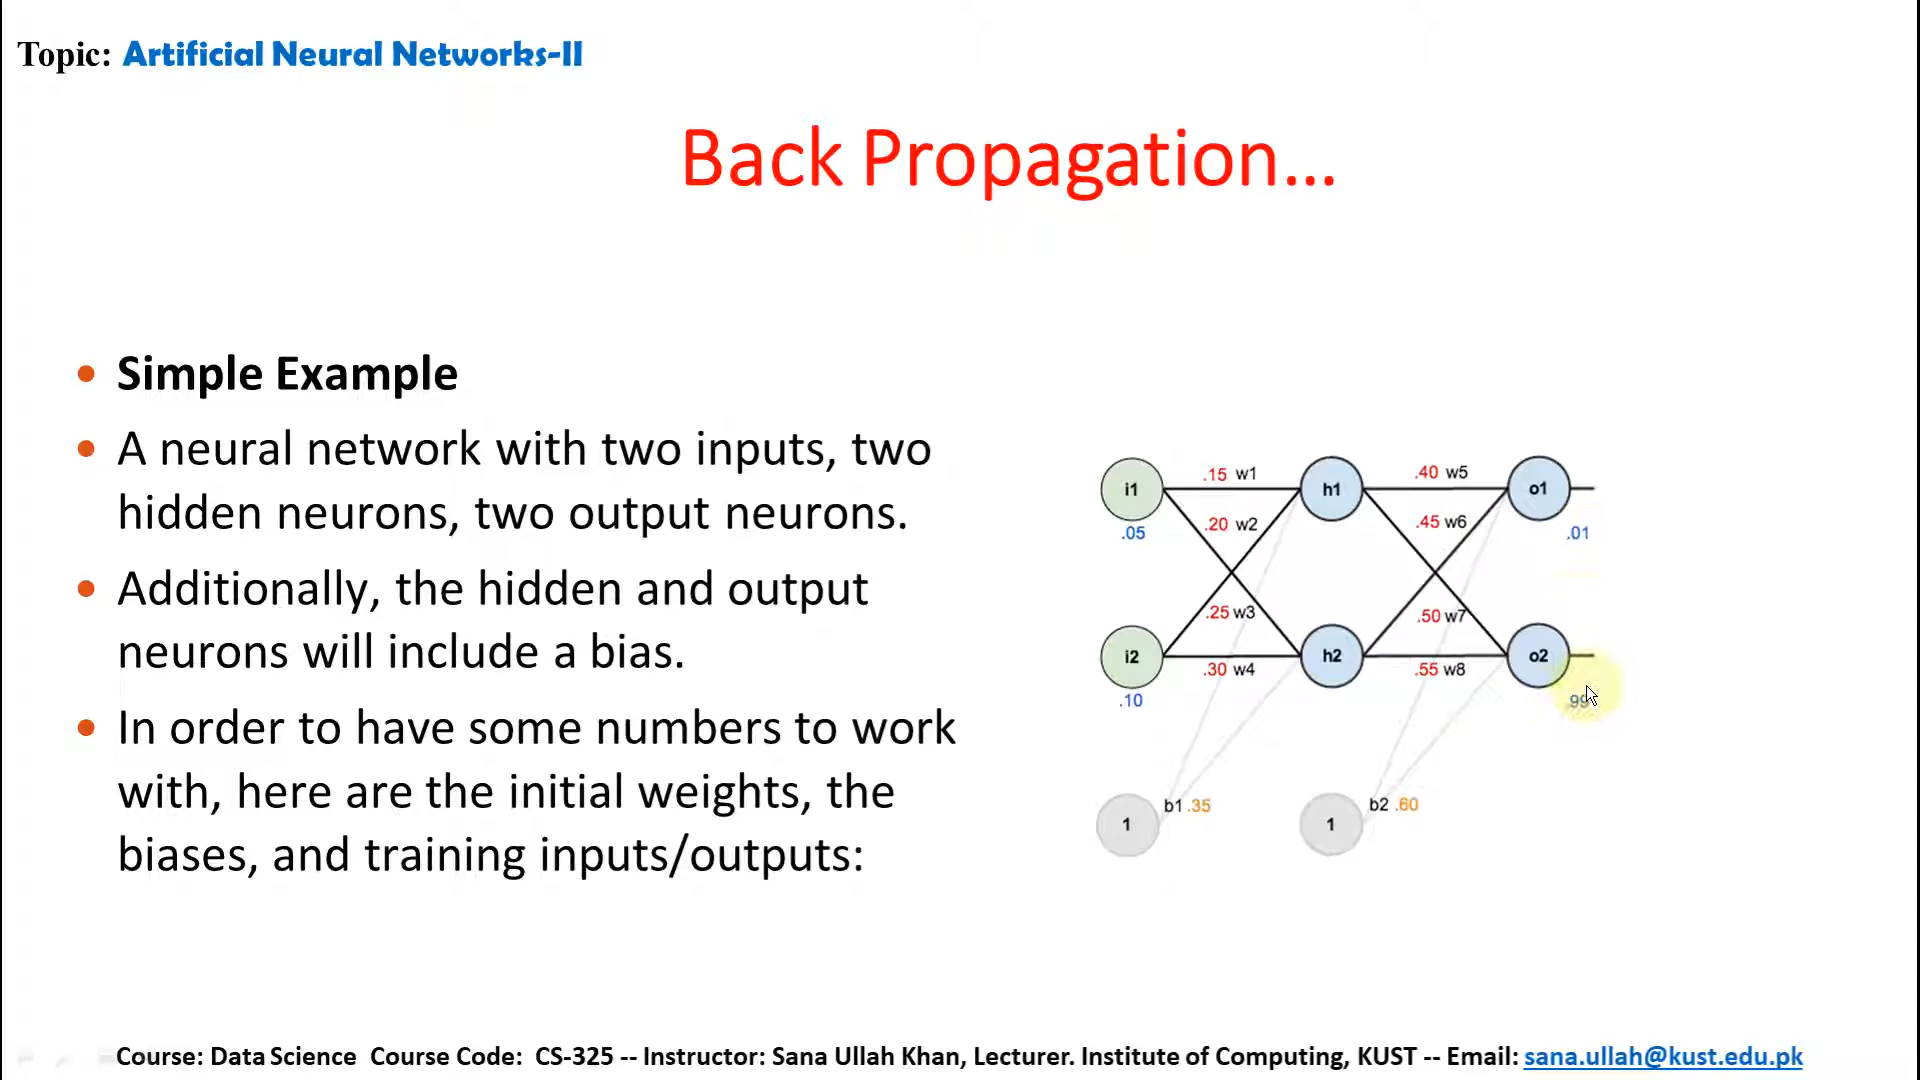 Topic: Artificial Neural Networks-II
Back Propagation...
• Simple Example
• A neural network with two inputs, two
hidden neurons, two output neurons.
• Additionally, the hidden and output
neurons will include a bias.
• In order to have some numbers to work
with, here are the initial weights, the
biases, and training inputs/outputs:
i1 .15 w1 h1 .40 w5 o1
.20 w2 .45 w6
.05 .01
.25 w3 .50 w7
i2 .30 w4 h2 .55 w8 o2
.10 .99
1 b1 .35 1 b2 .60
Course: Data Science Course Code: CS-325 -- Instructor: Sana Ullah Khan, Lecturer. Institute of Computing, KUST -- Email: sana.ullah@kust.edu.pk